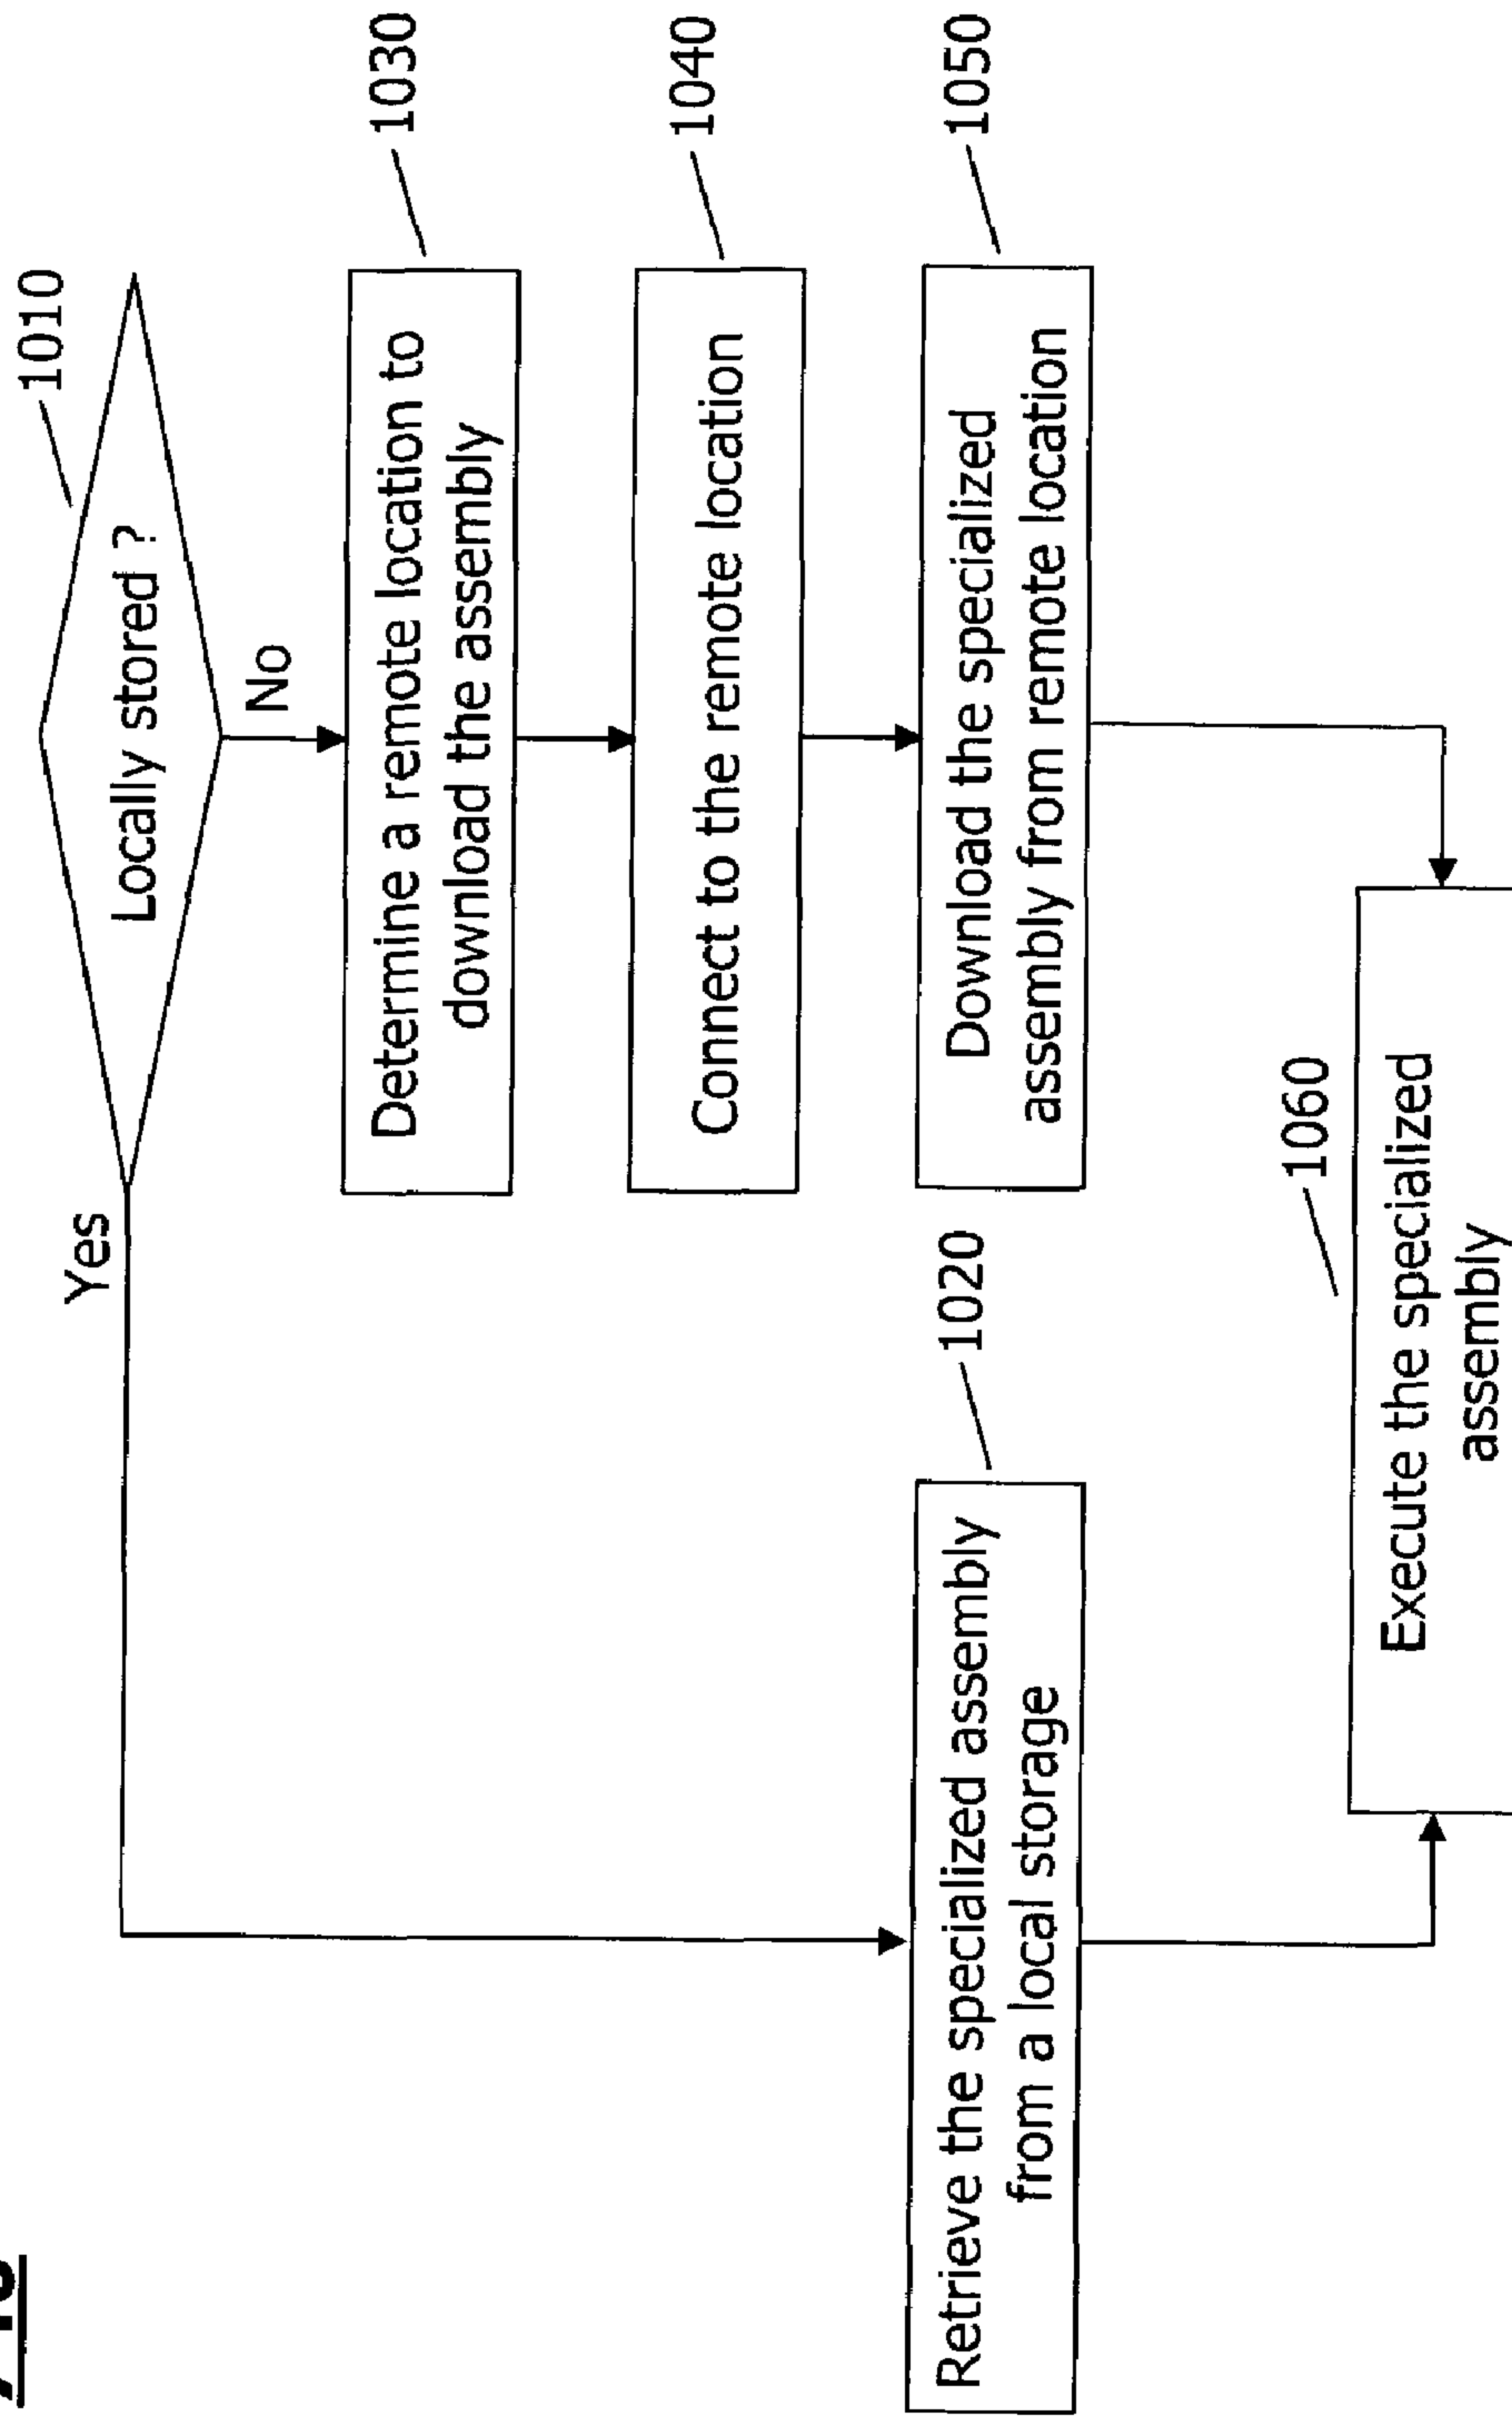 1010
Locally stored ?
Yes
No
1030
Determine a remote location to
download the assembly
1040
Connect to the remote location
1020
Retrieve the specialized assembly
from a local storage
1050
Download the specialized
assembly from remote location
1060
Execute the specialized
assembly